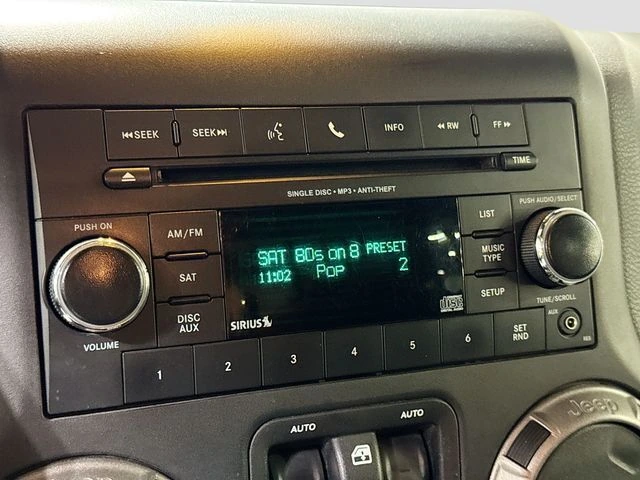 SEEK
SEEK
INFO
RW
FF
TIME
SINGLE DISC • MP3 • ANTI-THEFT
PUSH ON
PUSH AUDIO/SELECT
AM/FM
LIST
SAT
MUSIC
TYPE
DISC
AUX
SETUP
SAT 80s on 8 PRESET
11:02 Pop 2
SIRIUS
disc
VOLUME
TUNE/SCROLL
AUX
1
2
3
4
5
6
SET
RND
AUTO
AUTO
Jeep